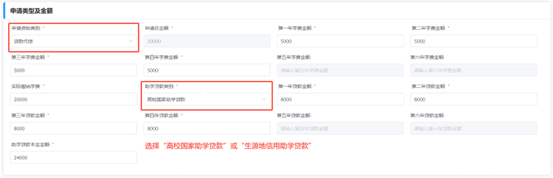 申请类型及金额
申请资助类别 * 申请总金额 第一年学费金额 * 第二年学费金额 *
贷款代偿 20000 5000 5000
第三年学费金额 * 第四年学费金额 * 第五年学费金额 第六年学费金额
5000 5000 请输入第五年学费金额 请输入第六年学费金额
实际缴纳学费 * 助学贷款类别 * 第一年贷款金额 * 第二年贷款金额 *
20000 高校国家助学贷款 8000 8000
第三年贷款金额 * 第四年贷款金额 * 第五年贷款金额 第六年贷款金额
8000 8000 请输入第五年贷款金额 请输入第六年贷款金额
助学贷款本金金额 * 选择“高校国家助学贷款”或“生源地信用助学贷款”
24000